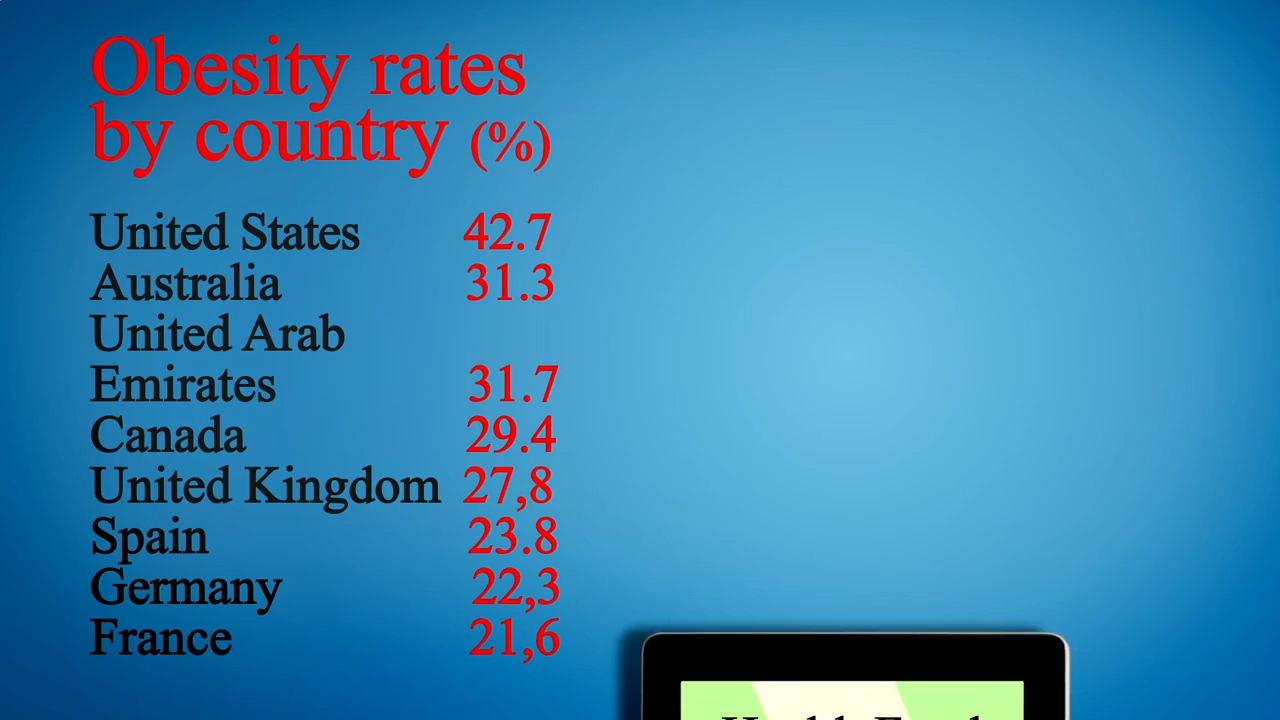 Obesity rates
by country (%)
United States 42.7
Australia 31.3
United Arab
Emirates 31.7
Canada 29.4
United Kingdom 27,8
Spain 23.8
Germany 22,3
France 21,6